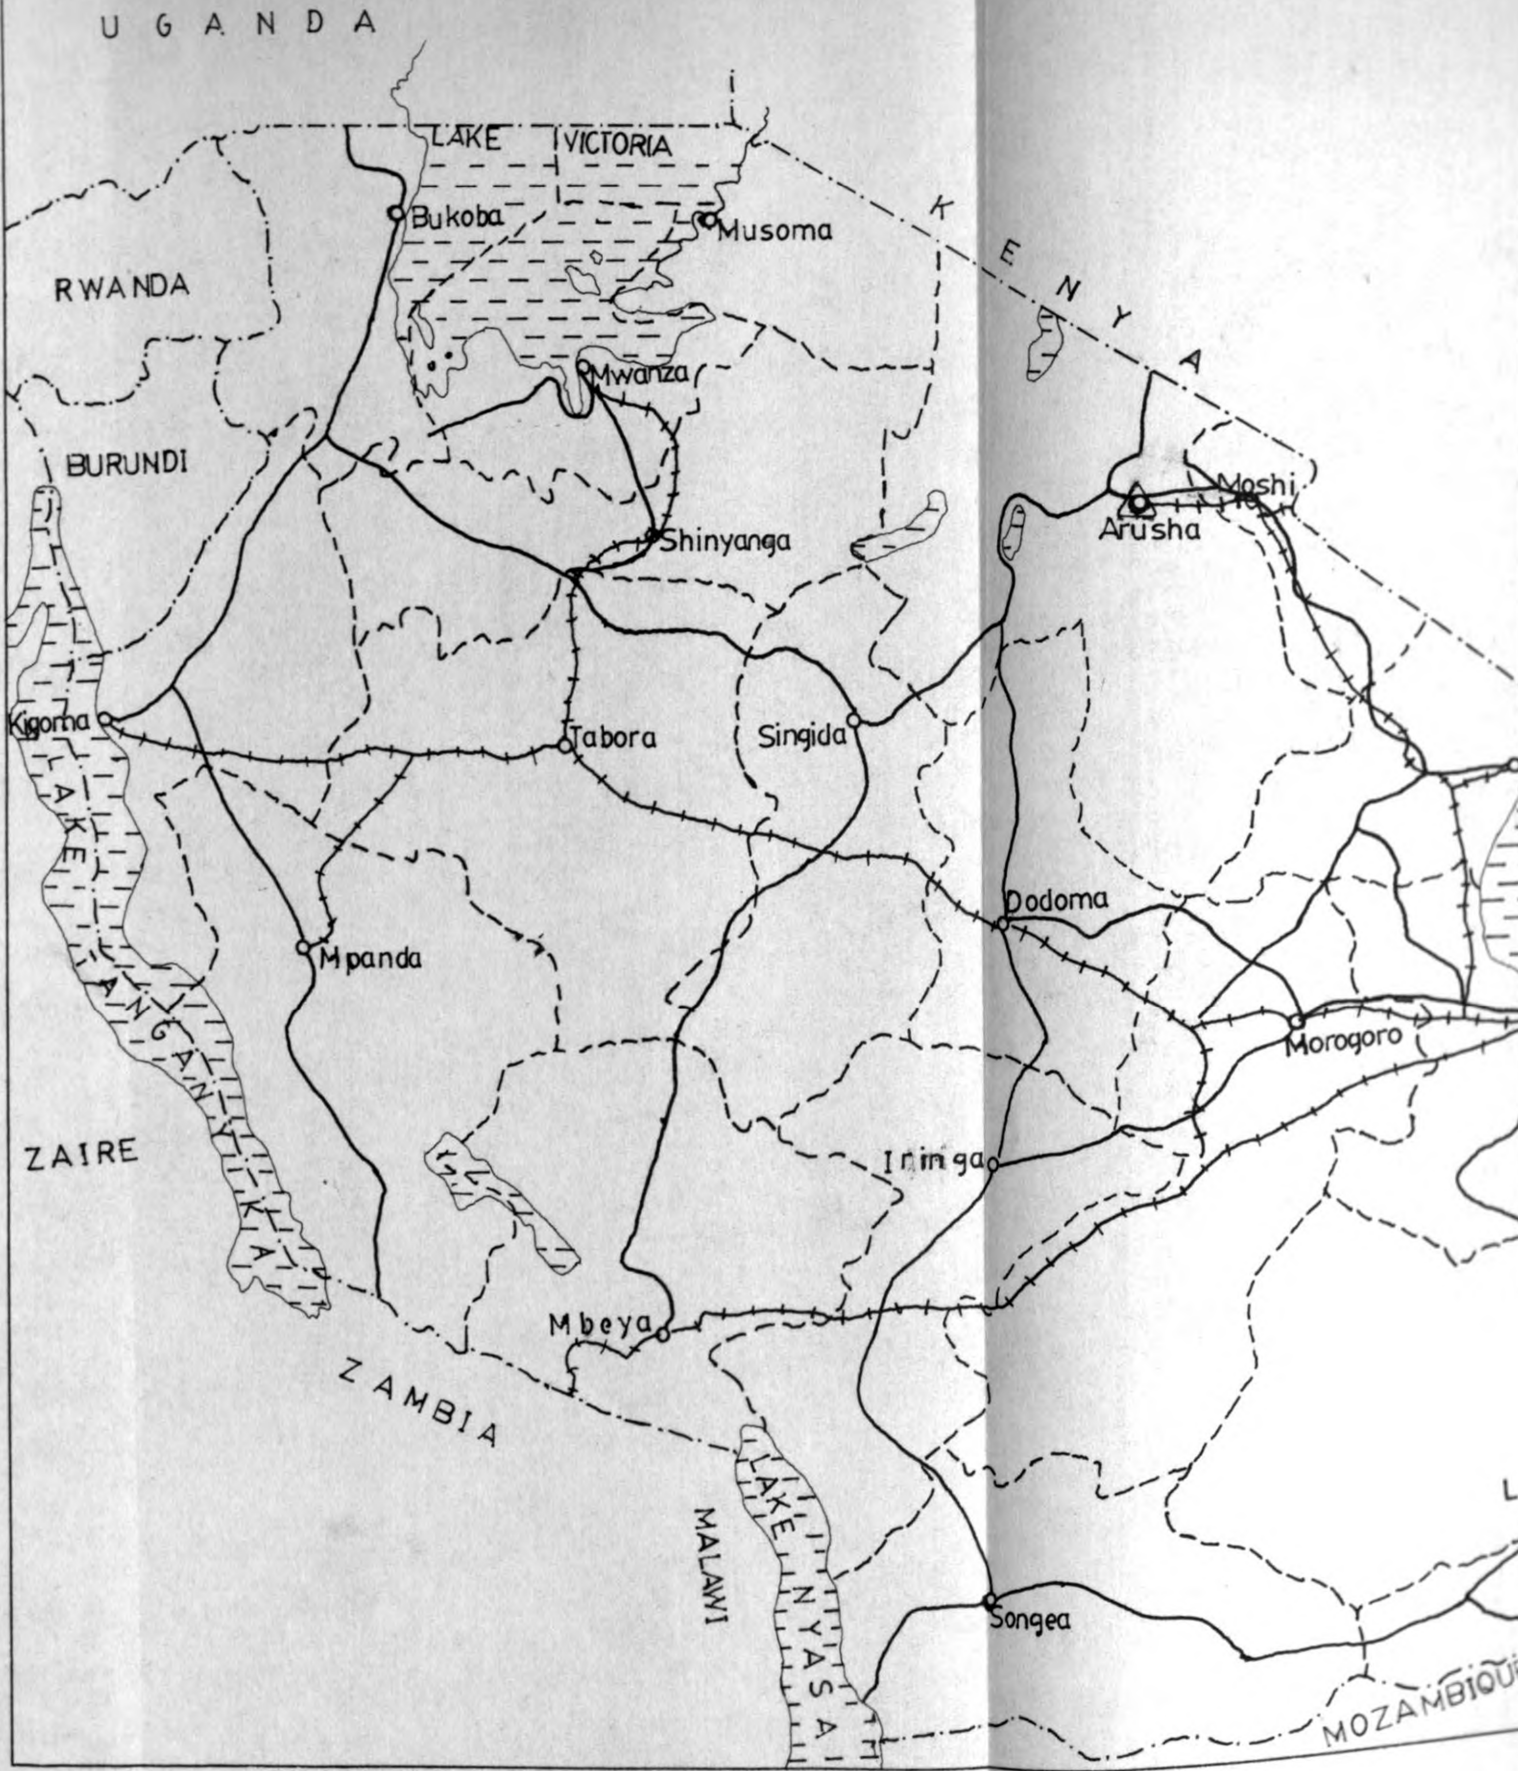 UGANDA
LAKE VICTORIA
Bukoba
Musoma
KENYA
RWANDA
Mwanza
BURUNDI
Moshi
Arusha
Shinyanga
Kigoma
Tabora
Singida
LAKE TANGANYIKA
Dodoma
Mpanda
Morogoro
ZAIRE
Iringa
Mbeya
ZAMBIA
LAKE NYASA
MALAWI
Songea
L
MOZAMBIQU